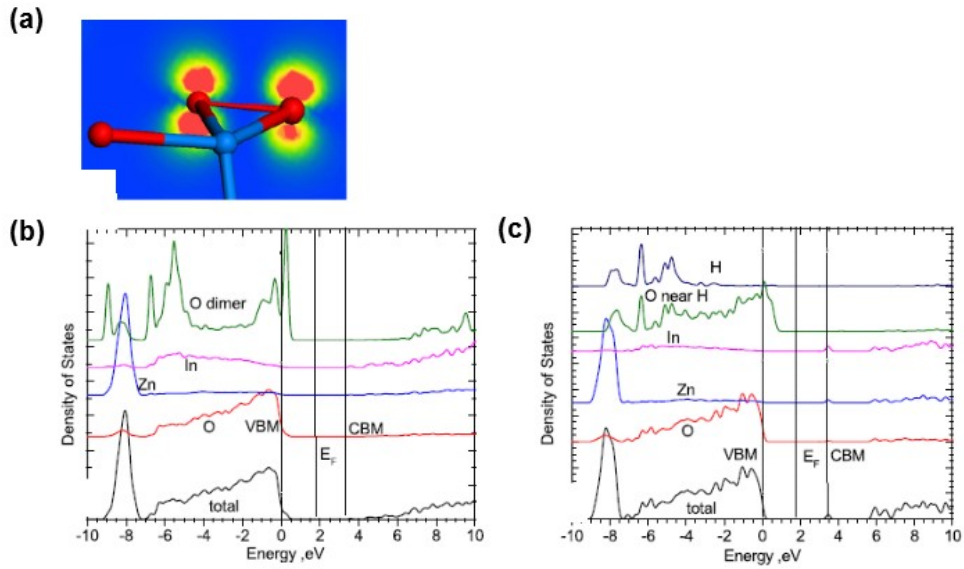 (a)
(b)
(c)
Density of States
O dimer
In
Zn
O
VBM
CBM
E_F
total
-10 -8 -6 -4 -2 0 2 4 6 8 10
Energy ,eV
Density of States
H
O near H
In
Zn
O
VBM
E_F
CBM
total
-10 -8 -6 -4 -2 0 2 4 6 8 10
Energy ,eV